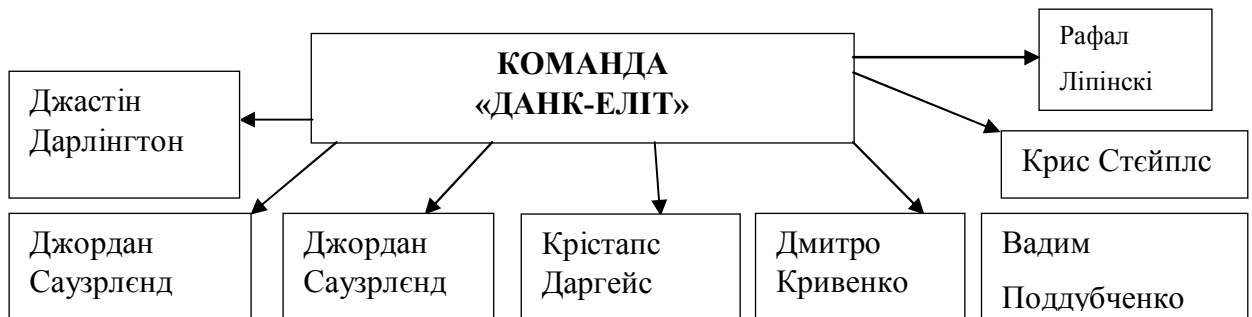 КОМАНДА
«ДАНК-ЕЛІТ»
Рафал
Ліпінскі
Джастін
Дарлінгтон
Крис Стєйплс
Джордан
Саузрлєнд
Джордан
Саузрлєнд
Крістапс
Даргейс
Дмитро
Кривенко
Вадим
Поддубченко